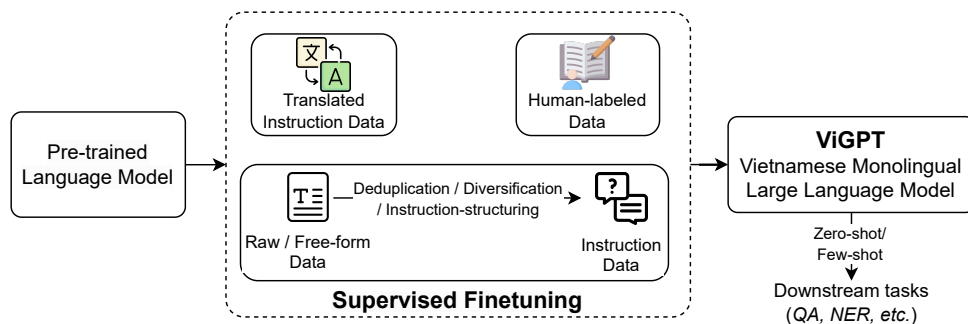 文
A
Translated
Instruction Data
Human-labeled
Data
Pre-trained
Language Model
T
?
Deduplication / Diversification
/ Instruction-structuring
Raw / Free-form
Data
Instruction
Data
Supervised Finetuning
ViGPT
Vietnamese Monolingual
Large Language Model
Zero-shot/
Few-shot
Downstream tasks
(QA, NER, etc.)